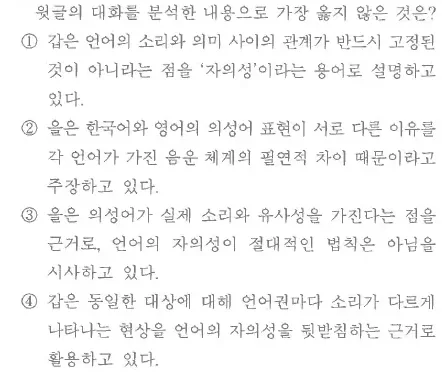 윗글의 대화를 분석한 내용으로 가장 옳지 않은 것은?
① 갑은 언어의 소리와 의미 사이의 관계가 반드시 고정된
것이 아니라는 점을 ‘자의성’이라는 용어로 설명하고
있다.
② 을은 한국어와 영어의 의성어 표현이 서로 다른 이유를
각 언어가 가진 음운 체계의 필연적 차이 때문이라고
주장하고 있다.
③ 을은 의성어가 실제 소리와 유사성을 가진다는 점을
근거로, 언어의 자의성이 절대적인 법칙은 아님을
시사하고 있다.
④ 갑은 동일한 대상에 대해 언어권마다 소리가 다르게
나타나는 현상을 언어의 자의성을 뒷받침하는 근거로
활용하고 있다.